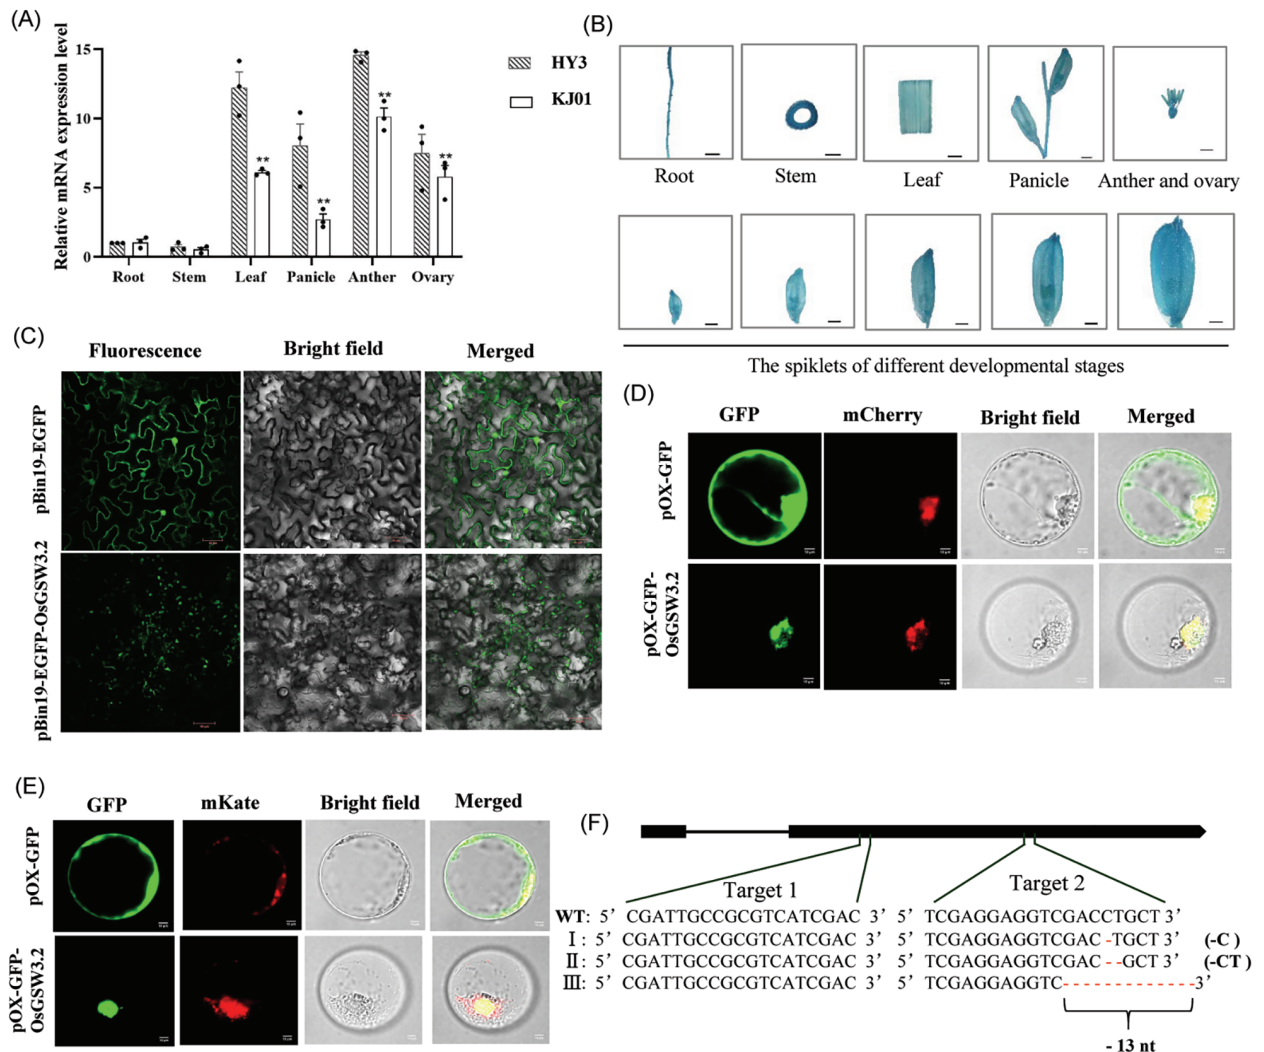 (A)
Relative mRNA expression level
15
10
5
0
**
**
**
**
Root Stem Leaf Panicle Anther Ovary
HY3
KJ01
(B)
Root Stem Leaf Panicle Anther and ovary
The spiklets of different developmental stages
(C)
Fluorescence Bright field Merged
pBin19-EGFP
pBin19-EGFP-OsGSW3.2
(D)
GFP mCherry Bright field Merged
pOX-GFP
pOX-GFP-
OsGSW3.2
(E)
GFP mKate Bright field Merged
pOX-GFP
pOX-GFP-
OsGSW3.2
(F)
Target 1 Target 2
WT: 5’ CGATTGCCGCGTCATCGAC 3’ 5’ TCGAGGAGGTCGACCTGCT 3’
Ⅰ: 5’ CGATTGCCGCGTCATCGAC 3’ 5’ TCGAGGAGGTCGAC -TGCT 3’ (-C )
Ⅱ: 5’ CGATTGCCGCGTCATCGAC 3’ 5’ TCGAGGAGGTCGAC --GCT 3’ (-CT )
Ⅲ: 5’ CGATTGCCGCGTCATCGAC 3’ 5’ TCGAGGAGGTC-------------3’
- 13 nt